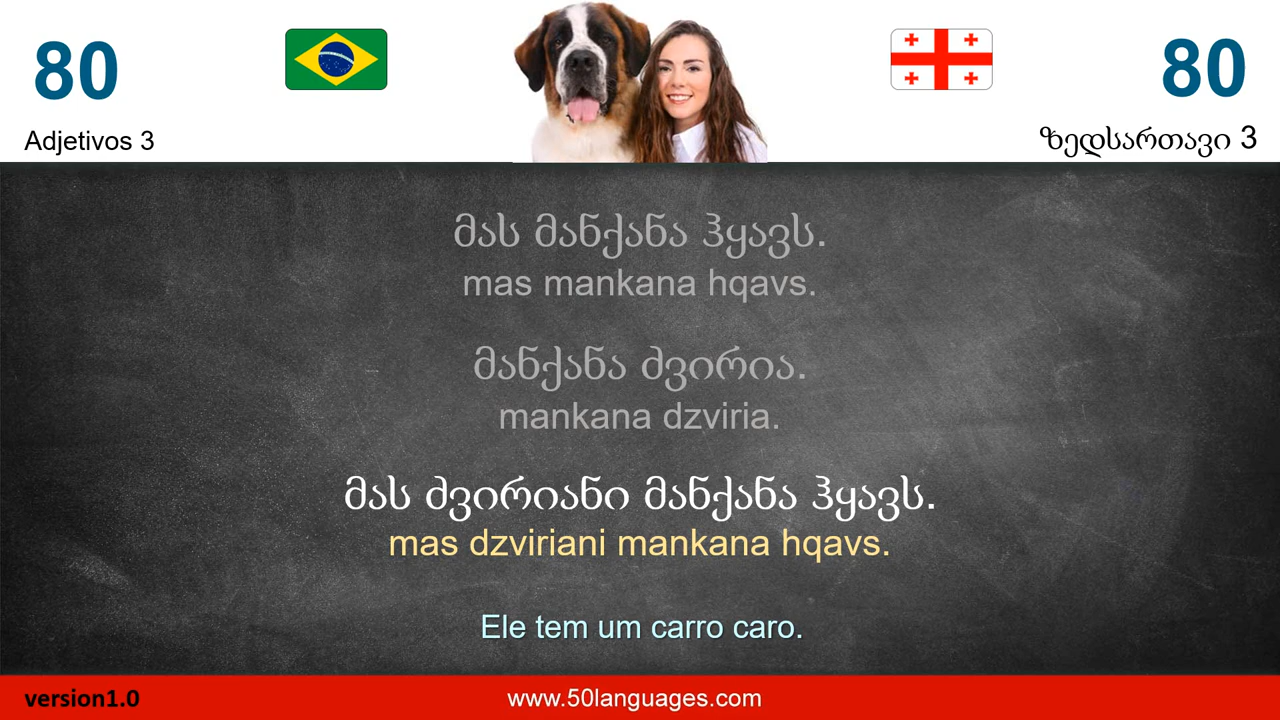 80
80
Adjetivos 3
ზედსართავი 3
მას მანქანა ჰყავს.
mas mankana hqavs.
მანქანა ძვირია.
mankana dzviria.
მას ძვირიანი მანქანა ჰყავს.
mas dzviriani mankana hqavs.
Ele tem um carro caro.
version1.0
www.50languages.com